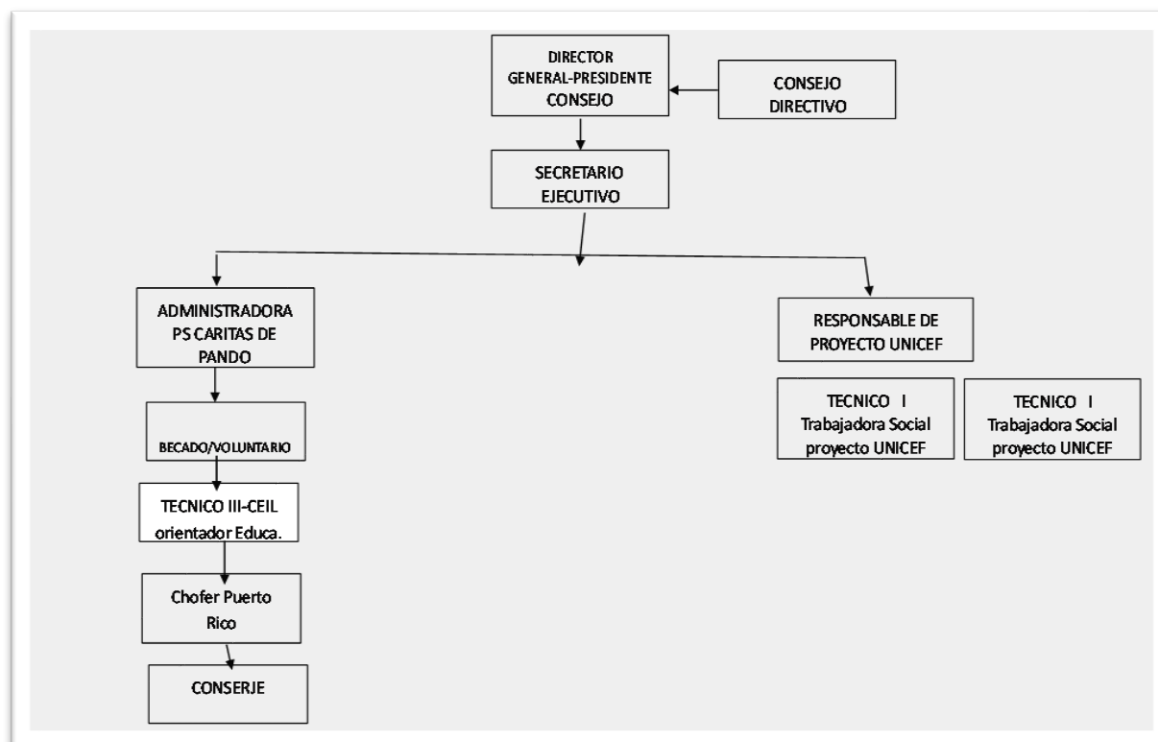 DIRECTOR
GENERAL-PRESIDENTE
CONSEJO
CONSEJO
DIRECTIVO
SECRETARIO
EJECUTIVO
ADMINISTRADORA
PS CARITAS DE
PANDO
RESPONSABLE DE
PROYECTO UNICEF
TECNICO I
Trabajadora Social
proyecto UNICEF
TECNICO I
Trabajadora Social
proyecto UNICEF
BECADO/VOLUNTARIO
TECNICO III-CEIL
orientador Educa.
Chofer Puerto
Rico
CONSERJE